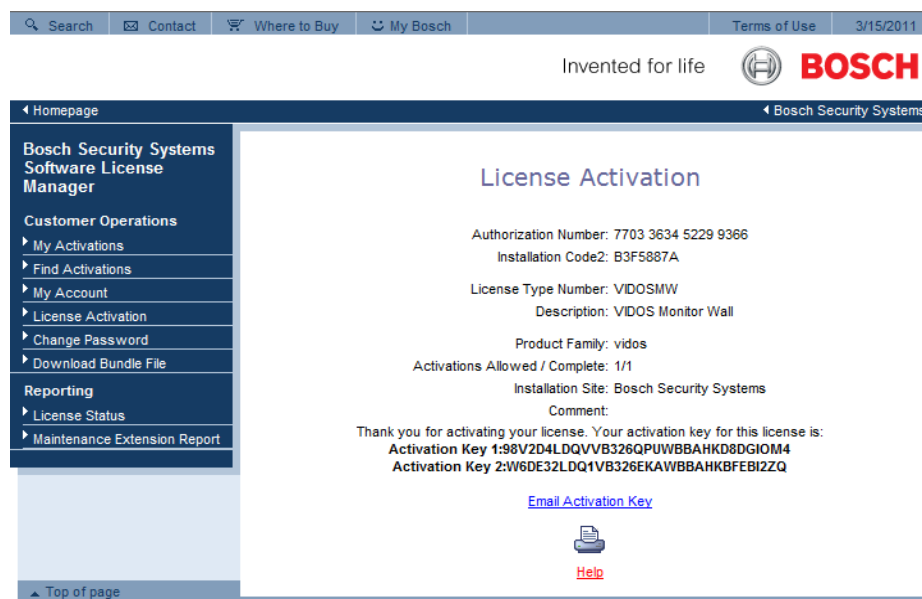 Search Contact Where to Buy My Bosch Terms of Use 3/15/2011
Invented for life BOSCH
Homepage Bosch Security Systems
Bosch Security Systems
Software License
Manager
Customer Operations
My Activations
Find Activations
My Account
License Activation
Change Password
Download Bundle File
Reporting
License Status
Maintenance Extension Report
Top of page
License Activation
Authorization Number: 7703 3634 5229 9366
Installation Code2: B3F5887A
License Type Number: VIDOSMW
Description: VIDOS Monitor Wall
Product Family: vidos
Activations Allowed / Complete: 1/1
Installation Site: Bosch Security Systems
Comment:
Thank you for activating your license. Your activation key for this license is:
Activation Key 1:98V2D4LDQVVB326QPUWBBAHKD8DGIOM4
Activation Key 2:W6DE32LDQ1VB326EKAWBBAHKBFEBI2ZQ
Email Activation Key
Help